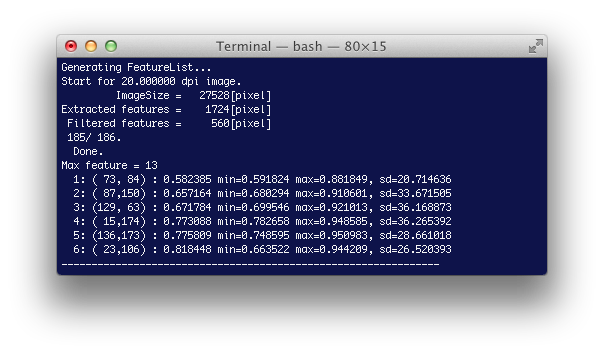 Terminal — bash — 80×15
Generating FeatureList...
Start for 20.000000 dpi image.
ImageSize =   27528[pixel]
Extracted features =    1724[pixel]
Filtered features =     560[pixel]
185/ 186.
Done.
Max feature = 13
1: ( 73, 84) : 0.582385 min=0.591824 max=0.881849, sd=20.714636
2: ( 87,150) : 0.657164 min=0.680294 max=0.910601, sd=33.671505
3: (129, 63) : 0.671784 min=0.699546 max=0.921013, sd=36.168873
4: ( 15,174) : 0.773088 min=0.782658 max=0.948585, sd=36.265392
5: (136,173) : 0.775809 min=0.748595 max=0.950983, sd=28.661018
6: ( 23,106) : 0.818448 min=0.663522 max=0.944209, sd=26.520393
---------------------------------------------------------------